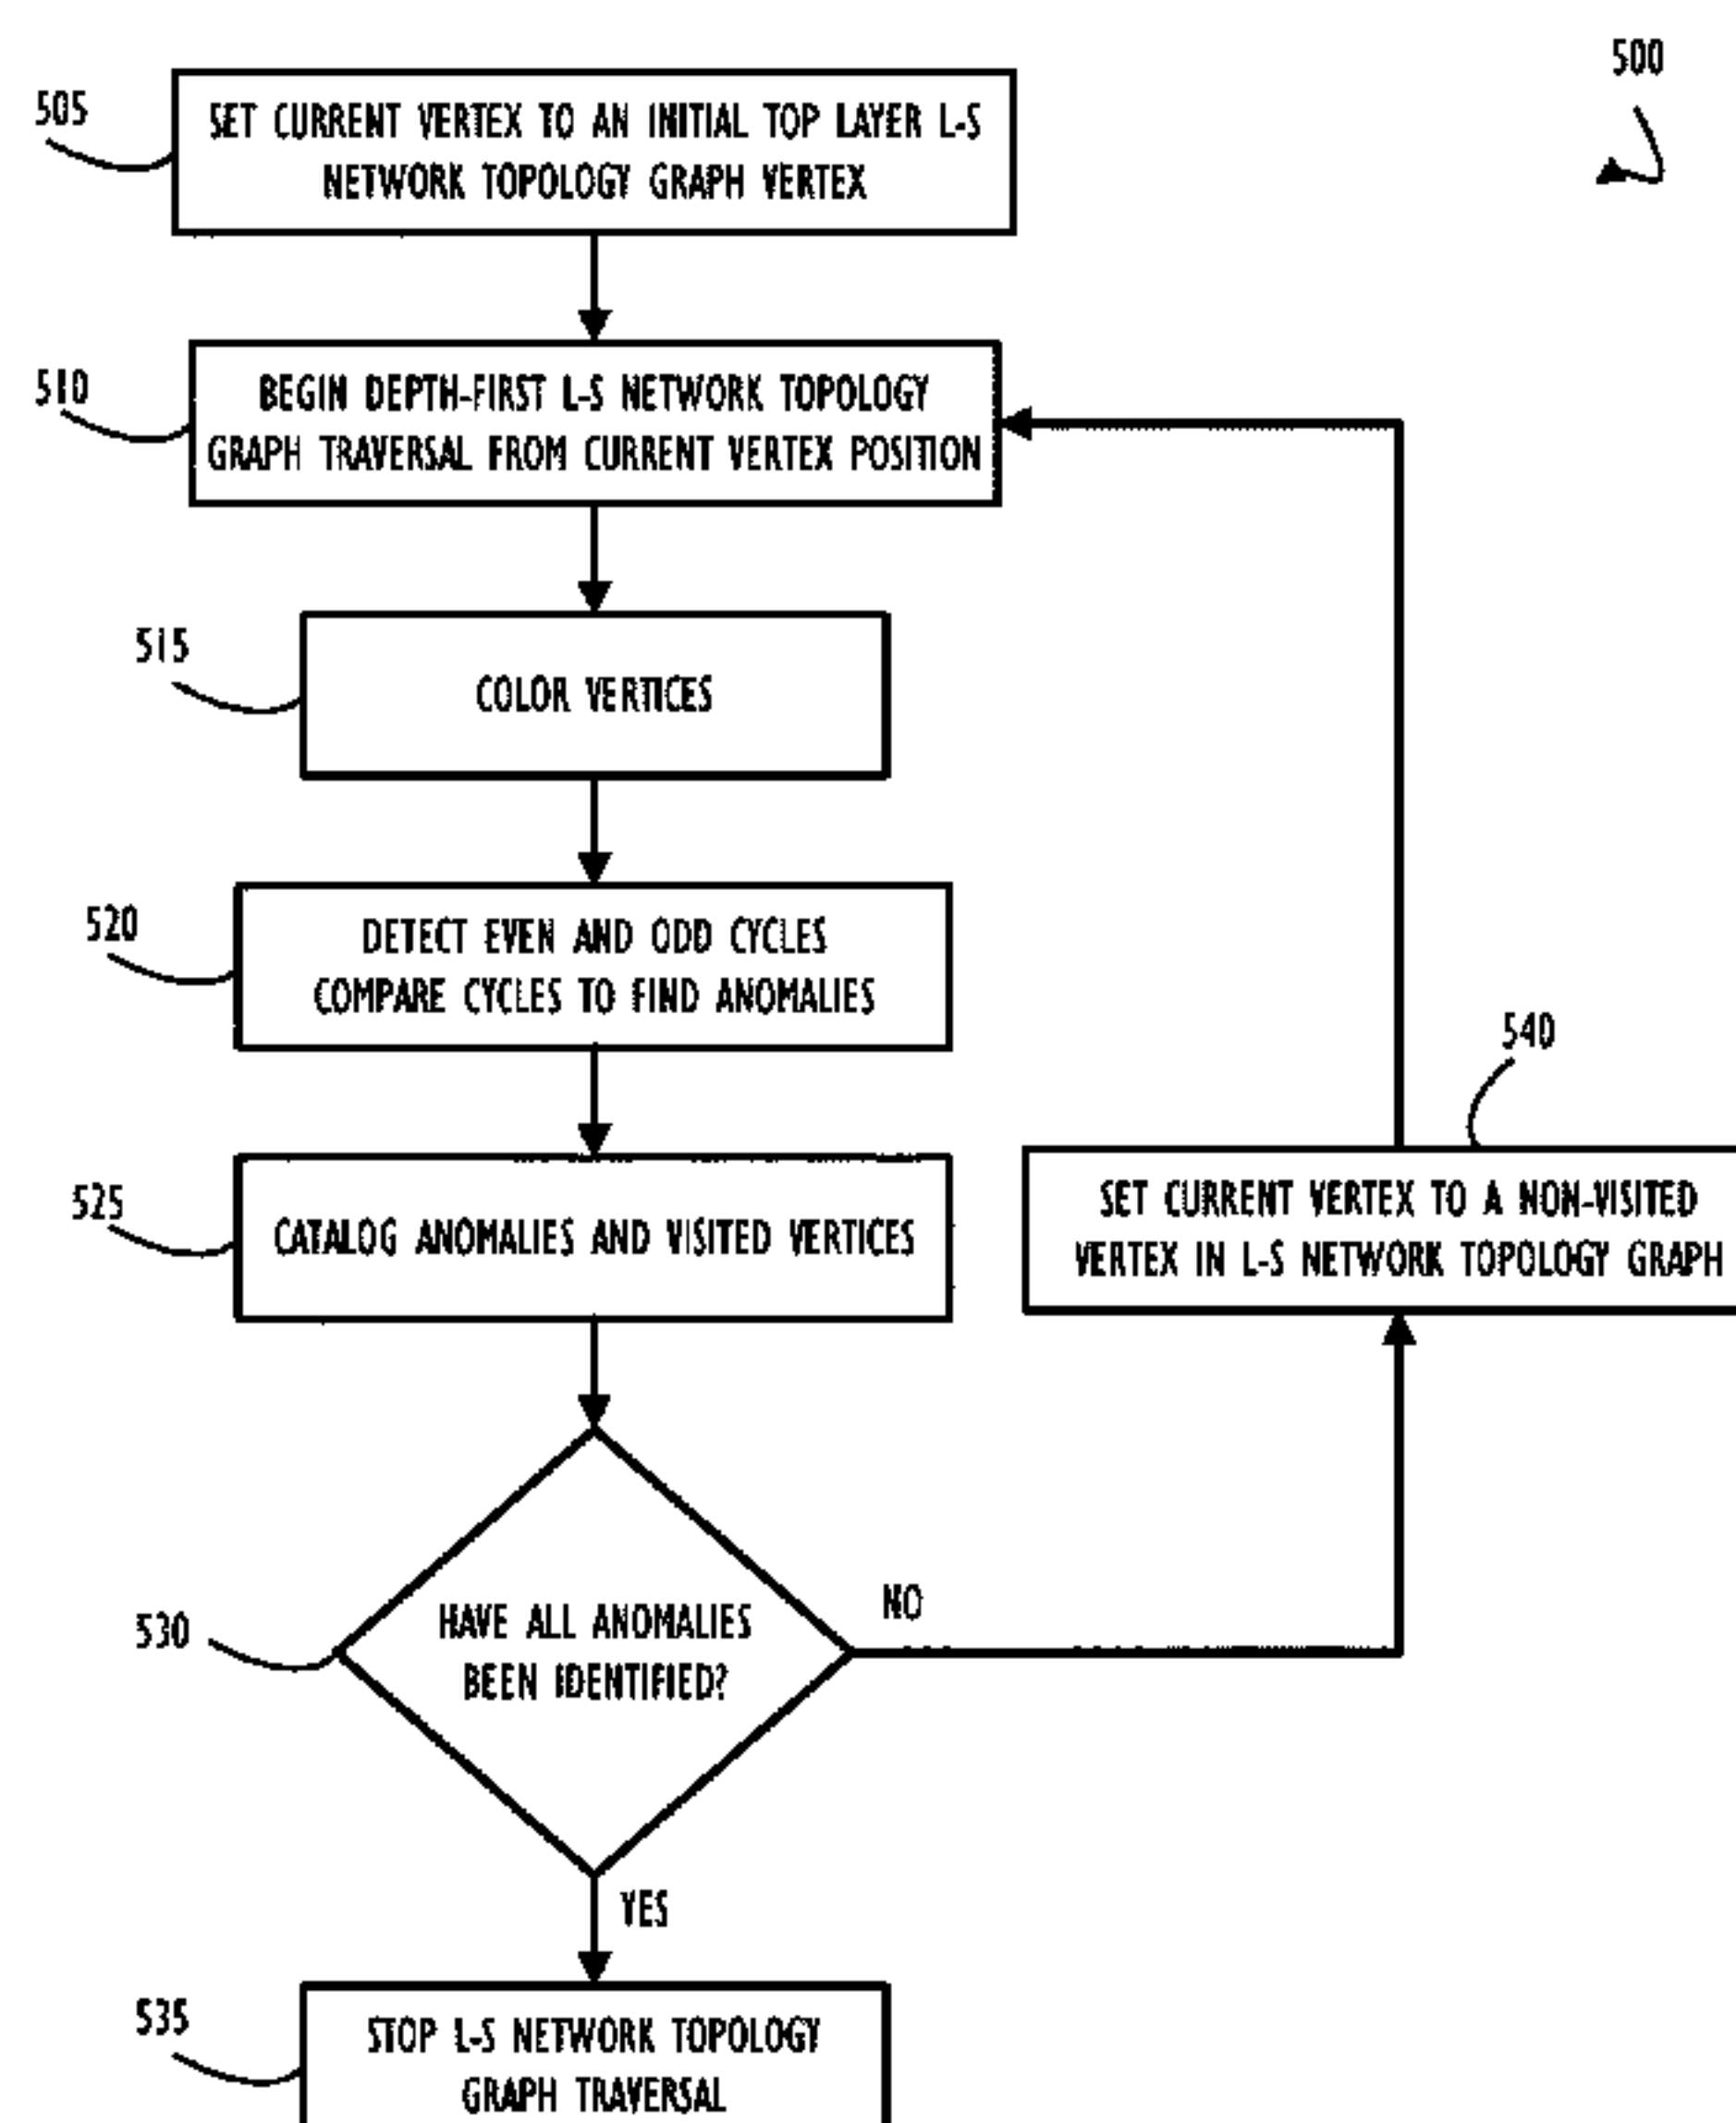 500
505
SET CURRENT VERTEX TO AN INITIAL TOP LAYER L-S
NETWORK TOPOLOGY GRAPH VERTEX
510
BEGIN DEPTH-FIRST L-S NETWORK TOPOLOGY
GRAPH TRAVERSAL FROM CURRENT VERTEX POSITION
515
COLOR VERTICES
520
DETECT EVEN AND ODD CYCLES
COMPARE CYCLES TO FIND ANOMALIES
540
SET CURRENT VERTEX TO A NON-VISITED
VERTEX IN L-S NETWORK TOPOLOGY GRAPH
525
CATALOG ANOMALIES AND VISITED VERTICES
530
HAVE ALL ANOMALIES
BEEN IDENTIFIED?
NO
YES
535
STOP L-S NETWORK TOPOLOGY
GRAPH TRAVERSAL